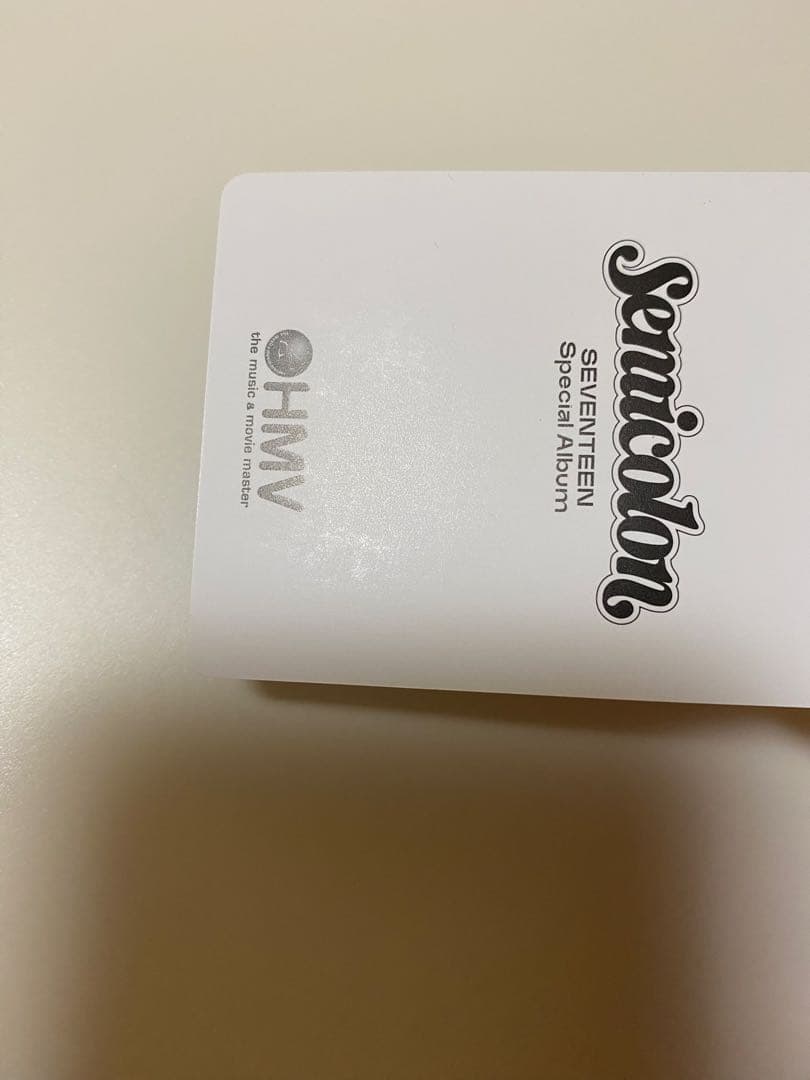 Semicolon
SEVENTEEN
Special Album
HMV
the music & movie master